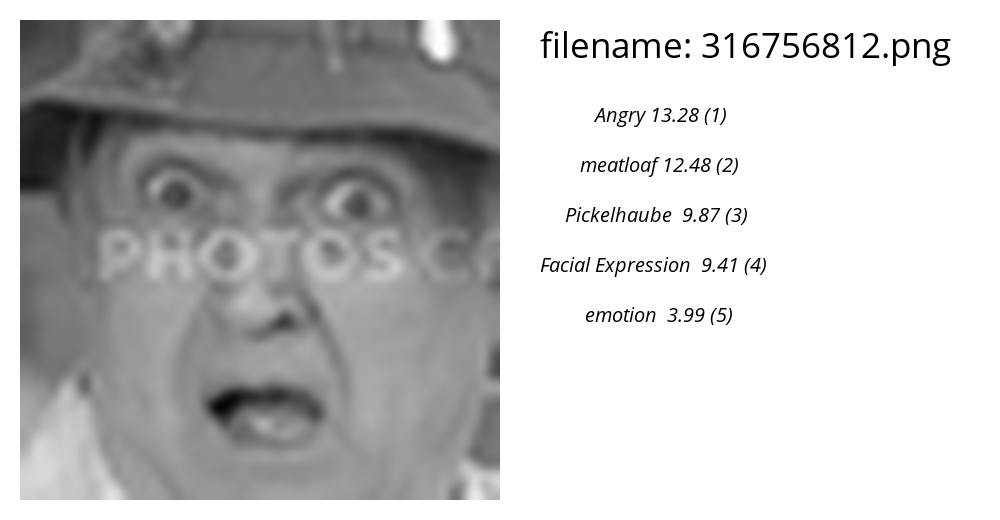 filename: 316756812.png
Angry 13.28 (1)
meatloaf 12.48 (2)
Pickelhaube 9.87 (3)
Facial Expression 9.41 (4)
emotion 3.99 (5)
PHOTOS.C